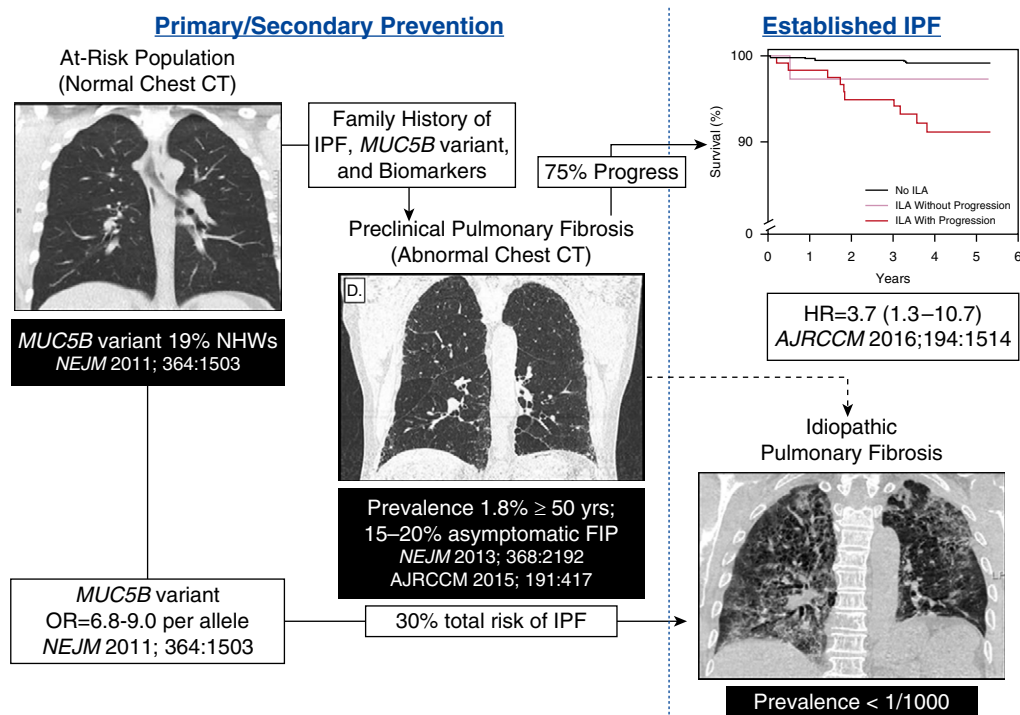 Primary/Secondary Prevention
Established IPF
At-Risk Population
(Normal Chest CT)
MUC5B variant 19% NHWs
NEJM 2011; 364:1503
Family History of
IPF, MUC5B variant,
and Biomarkers
75% Progress
Preclinical Pulmonary Fibrosis
(Abnormal Chest CT)
D.
Prevalence 1.8% ≥ 50 yrs;
15–20% asymptomatic FIP
NEJM 2013; 368:2192
AJRCCM 2015; 191:417
MUC5B variant
OR=6.8-9.0 per allele
NEJM 2011; 364:1503
30% total risk of IPF
Survival (%)
100
90
0
No ILA
ILA Without Progression
ILA With Progression
0 1 2 3 4 5 6
Years
HR=3.7 (1.3–10.7)
AJRCCM 2016;194:1514
Idiopathic
Pulmonary Fibrosis
Prevalence < 1/1000